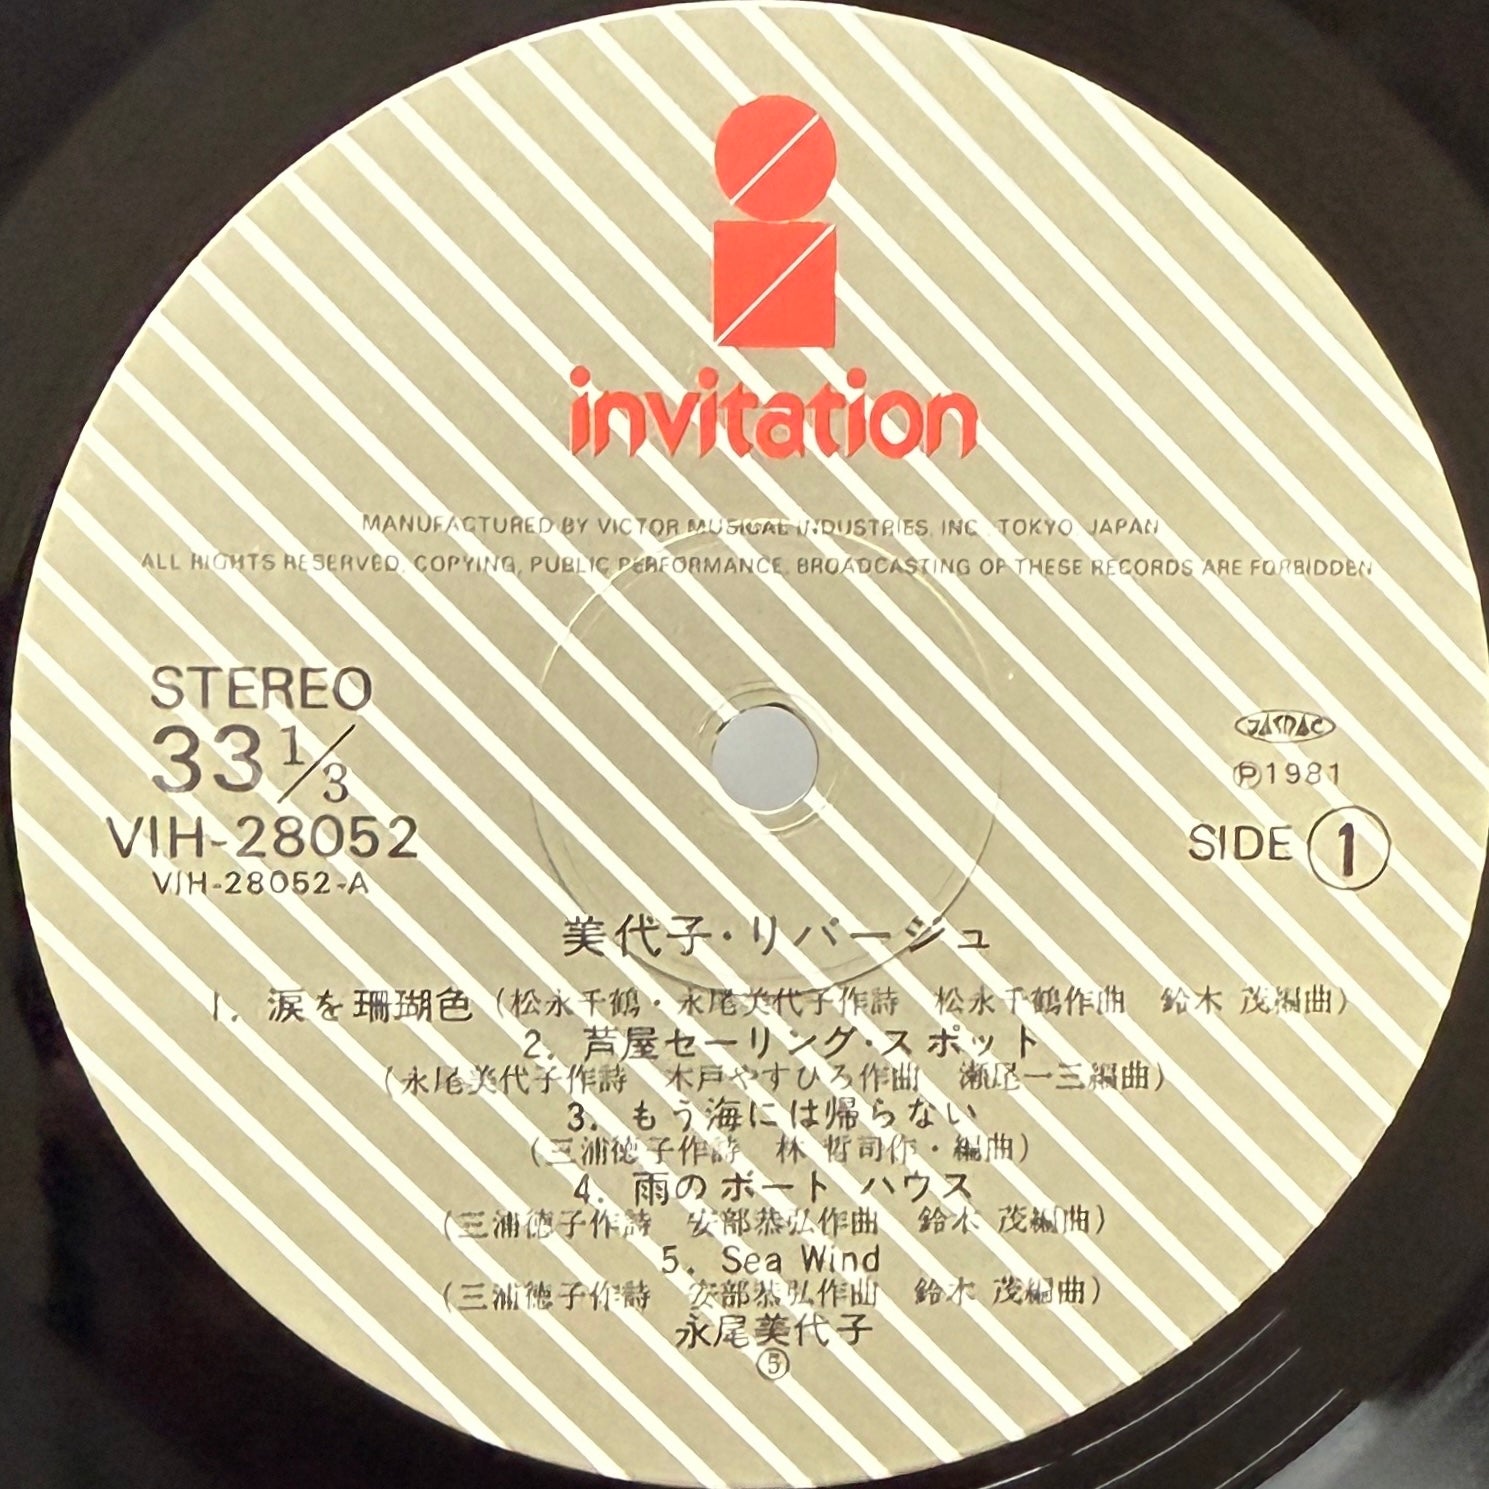 invitation
MANUFACTURED BY VICTOR MUSICAL INDUSTRIES, INC. TOKYO, JAPAN
ALL RIGHTS RESERVED, COPYING, PUBLIC PERFORMANCE, BROADCASTING OF THESE RECORDS ARE FORBIDDEN
STEREO
33 1/3
VIH-28052
VIH-28052-A
JASRAC
Ⓟ1981
SIDE 1
美代子・リバージュ
1. 涙を珊瑚色 (松永千鶴・永尾美代子作詩 松永千鶴作曲 鈴木 茂編曲)
2. 芦屋セーリング・スポット
(永尾美代子作詩 木戸やすひろ作曲 瀬尾一三編曲)
3. もう海には帰らない
(三浦徳子作詩 林 哲司作・編曲)
4. 雨のボート ハウス
(三浦徳子作詩 安部恭弘作曲 鈴木 茂編曲)
5. Sea Wind
(三浦徳子作詩 安部恭弘作曲 鈴木 茂編曲)
永尾美代子
⑤